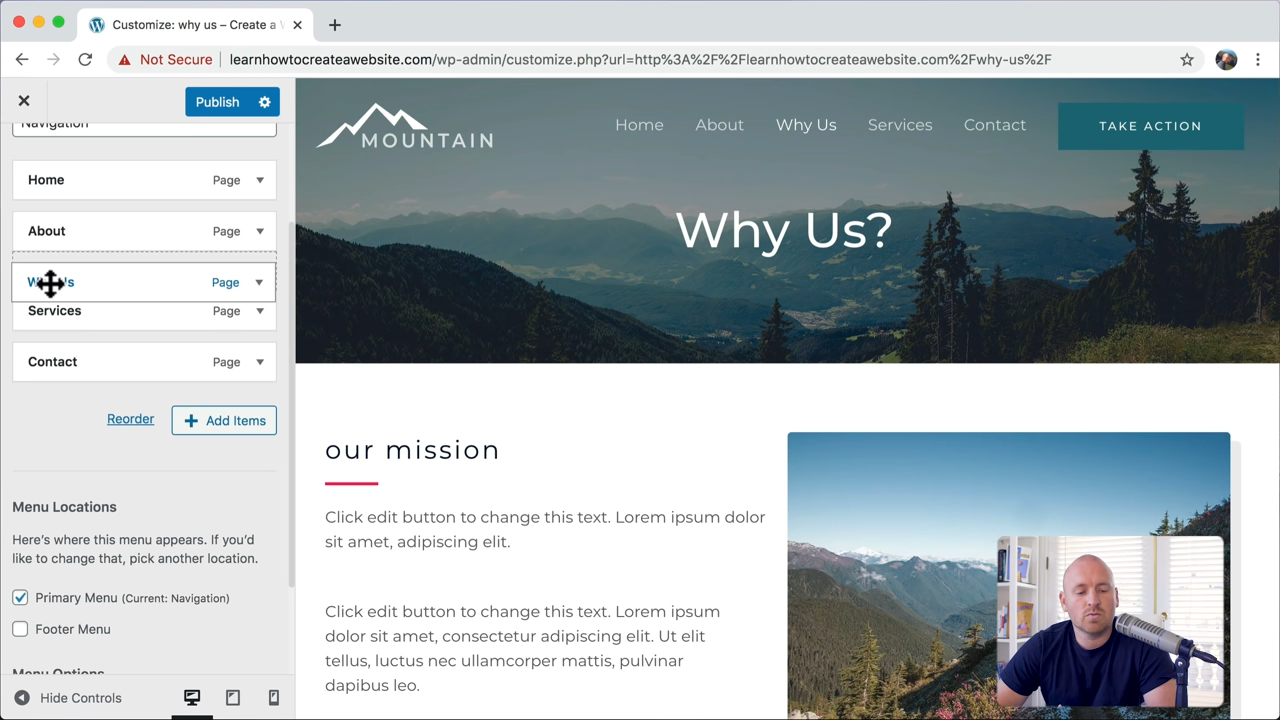 Customize: why us – Create a
Not Secure
learnhowtocreateawebsite.com/wp-admin/customize.php?url=http%3A%2F%2Flearnhowtocreateawebsite.com%2Fwhy-us%2F
Publish
Navigation
Home Page
About Page
Page
Services Page
Contact Page
Reorder
Add Items
Menu Locations
Here's where this menu appears. If you'd
like to change that, pick another location.
Primary Menu (Current: Navigation)
Footer Menu
Menu Options
Hide Controls
MOUNTAIN
Home About Why Us Services Contact
TAKE ACTION
Why Us?
our mission
Click edit button to change this text. Lorem ipsum dolor
sit amet, adipiscing elit.
Click edit button to change this text. Lorem ipsum
dolor sit amet, consectetur adipiscing elit. Ut elit
tellus, luctus nec ullamcorper mattis, pulvinar
dapibus leo.